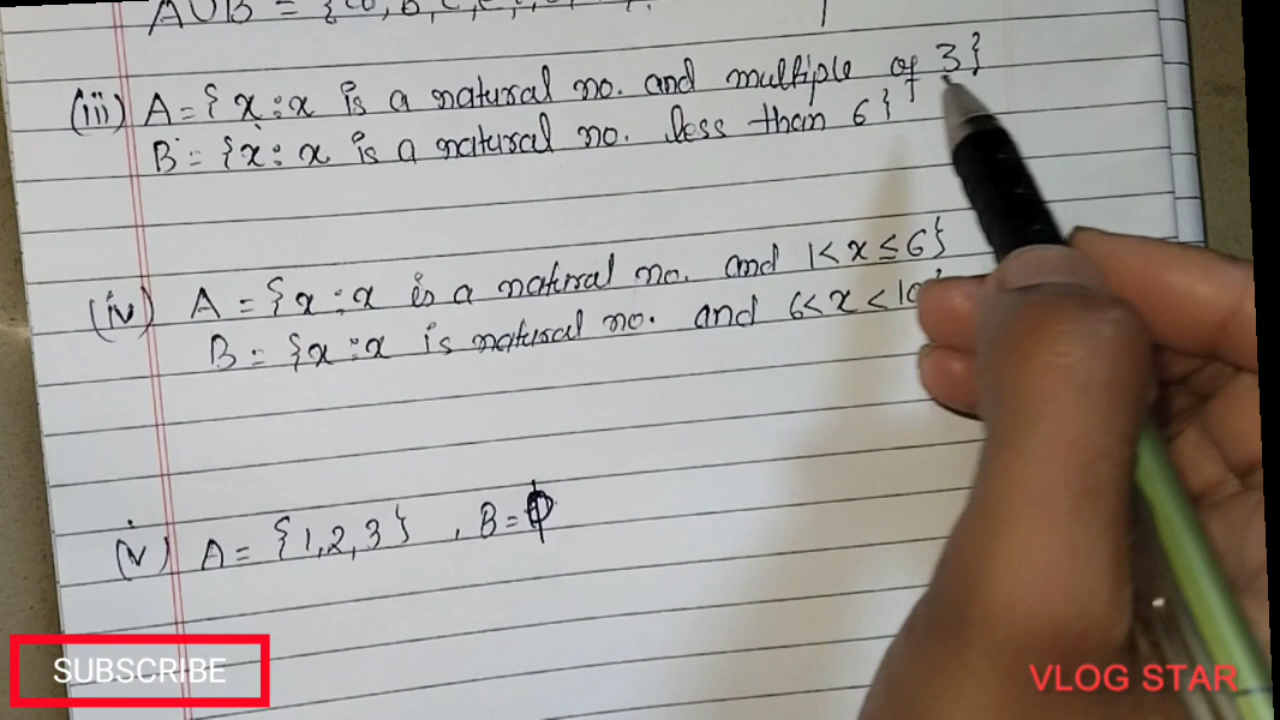 A∪B = {
(iii) A = { x : x is a natural no. and multiple of 3}
B = {x : x is a natural no. less than 6}
(iv) A = {x : x is a natural no. and 1< x ≤ 6}
B = {x : x is natural no. and 6< x < 10}
(v) A = {1,2,3} , B = ϕ
SUBSCRIBE
VLOG STAR